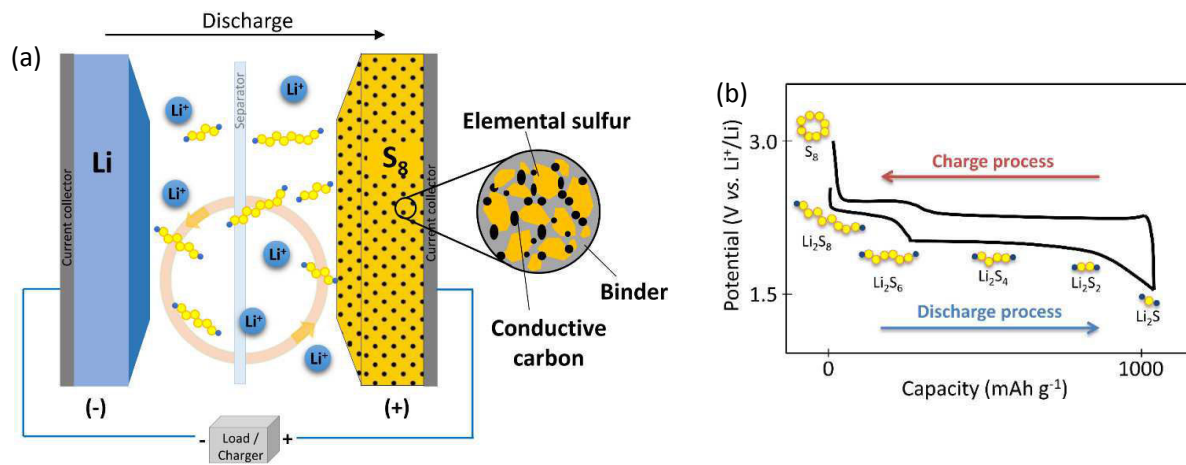 Discharge
(a)
Current collector
Li
Li⁺
Li⁺
Li⁺
Li⁺
Li⁺
Li⁺
Separator
S₈
Current collector
Elemental sulfur
Binder
Conductive
carbon
(-)
(+)
-
Load /
Charger
+
(b)
Potential (V vs. Li⁺/Li)
3.0
1.5
S₈
Charge process
Li₂S₈
Li₂S₆
Li₂S₄
Li₂S₂
Li₂S
Discharge process
0
1000
Capacity (mAh g⁻¹)